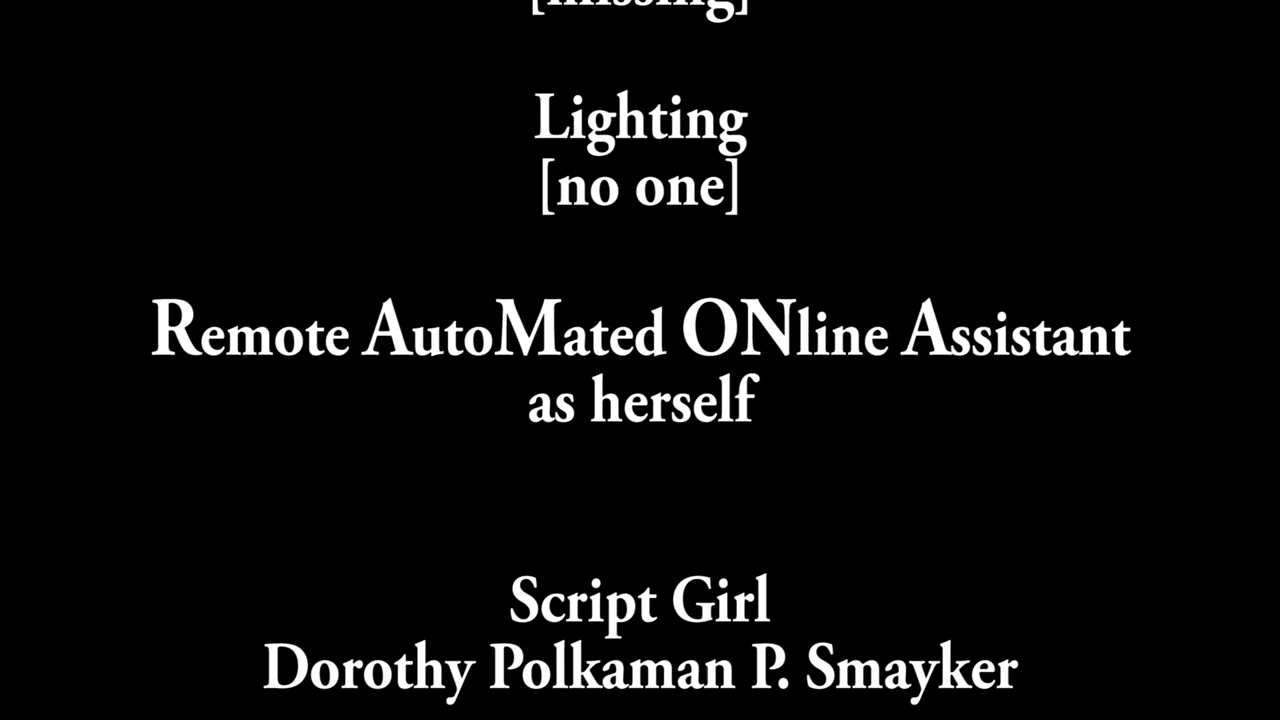 [missing]
Lighting
[no one]
Remote AutoMated ONline Assistant
as herself
Script Girl
Dorothy Polkaman P. Smayker